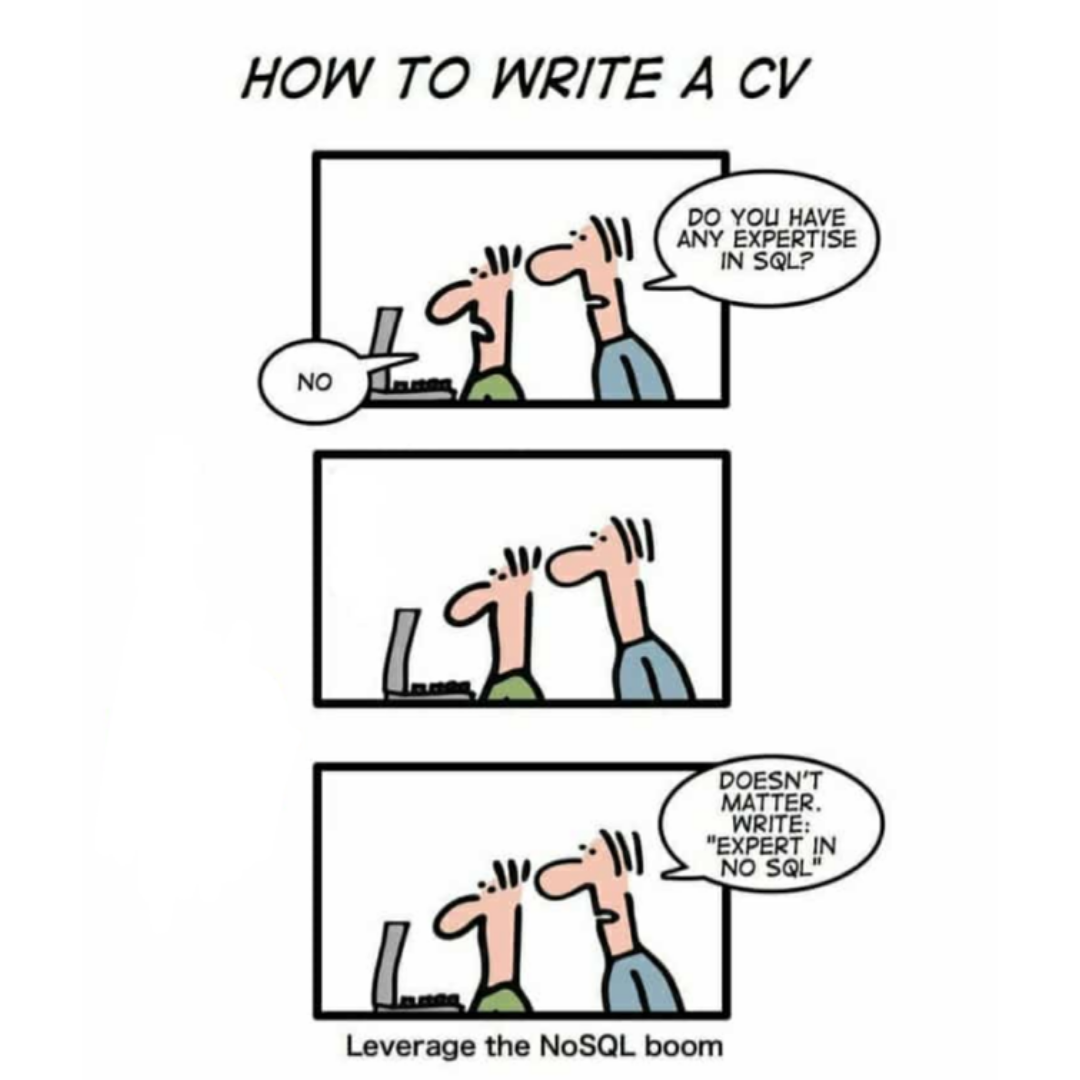 HOW TO WRITE A CV
DO YOU HAVE
ANY EXPERTISE
IN SQL?
NO
DOESN'T
MATTER.
WRITE:
"EXPERT IN
NO SQL"
Leverage the NoSQL boom